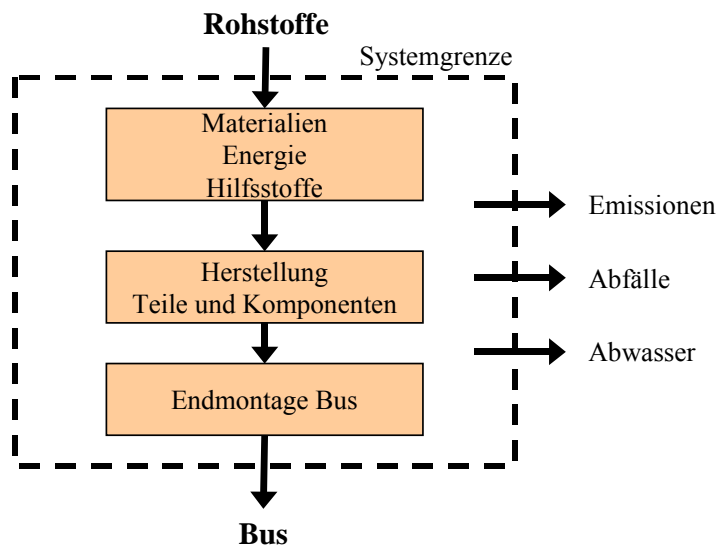 Rohstoffe
Systemgrenze
Materialien
Energie
Hilfsstoffe
Emissionen
Herstellung
Teile und Komponenten
Abfälle
Abwasser
Endmontage Bus
Bus